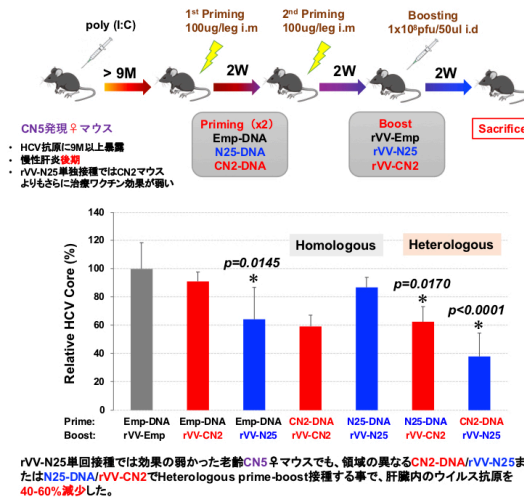 poly (I:C)
1st Priming
100ug/leg i.m
2nd Priming
100ug/leg i.m
Boosting
1x10⁸pfu/50ul i.d
> 9M
2W
2W
2W
CN5発現♀マウス
• HCV抗原に9M以上暴露
• 慢性肝炎後期
• rVV-N25単独接種ではCN2マウス
よりもさらに治療ワクチン効果が弱い
Priming (x2)
Emp-DNA
N25-DNA
CN2-DNA
Boost
rVV-Emp
rVV-N25
rVV-CN2
Sacrifice
Relative HCV Core (%)
140
120
100
80
60
40
20
0
Homologous
Heterologous
p=0.0145
*
p=0.0170
*
p<0.0001
*
Prime: Emp-DNA Emp-DNA Emp-DNA CN2-DNA N25-DNA N25-DNA CN2-DNA
Boost: rVV-Emp rVV-CN2 rVV-N25 rVV-CN2 rVV-N25 rVV-CN2 rVV-N25
rVV-N25単回接種では効果の弱かった老齢CN5♀マウスでも、領域の異なるCN2-DNA/rVV-N25ま
たはN25-DNA/rVV-CN2でHeterologous prime-boost接種する事で、肝臓内のウイルス抗原を
40-60%減少した。